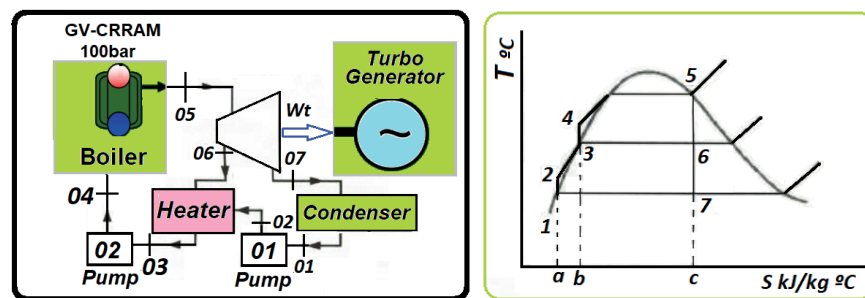 GV-CRRAM
100bar
Boiler
05
Turbo
Generator
Wt
~
06
07
04
Heater
02
Condenser
02
Pump
03
01
Pump
01
T ºC
5
4
3
6
2
7
1
a
b
c
S kJ/kg ºC